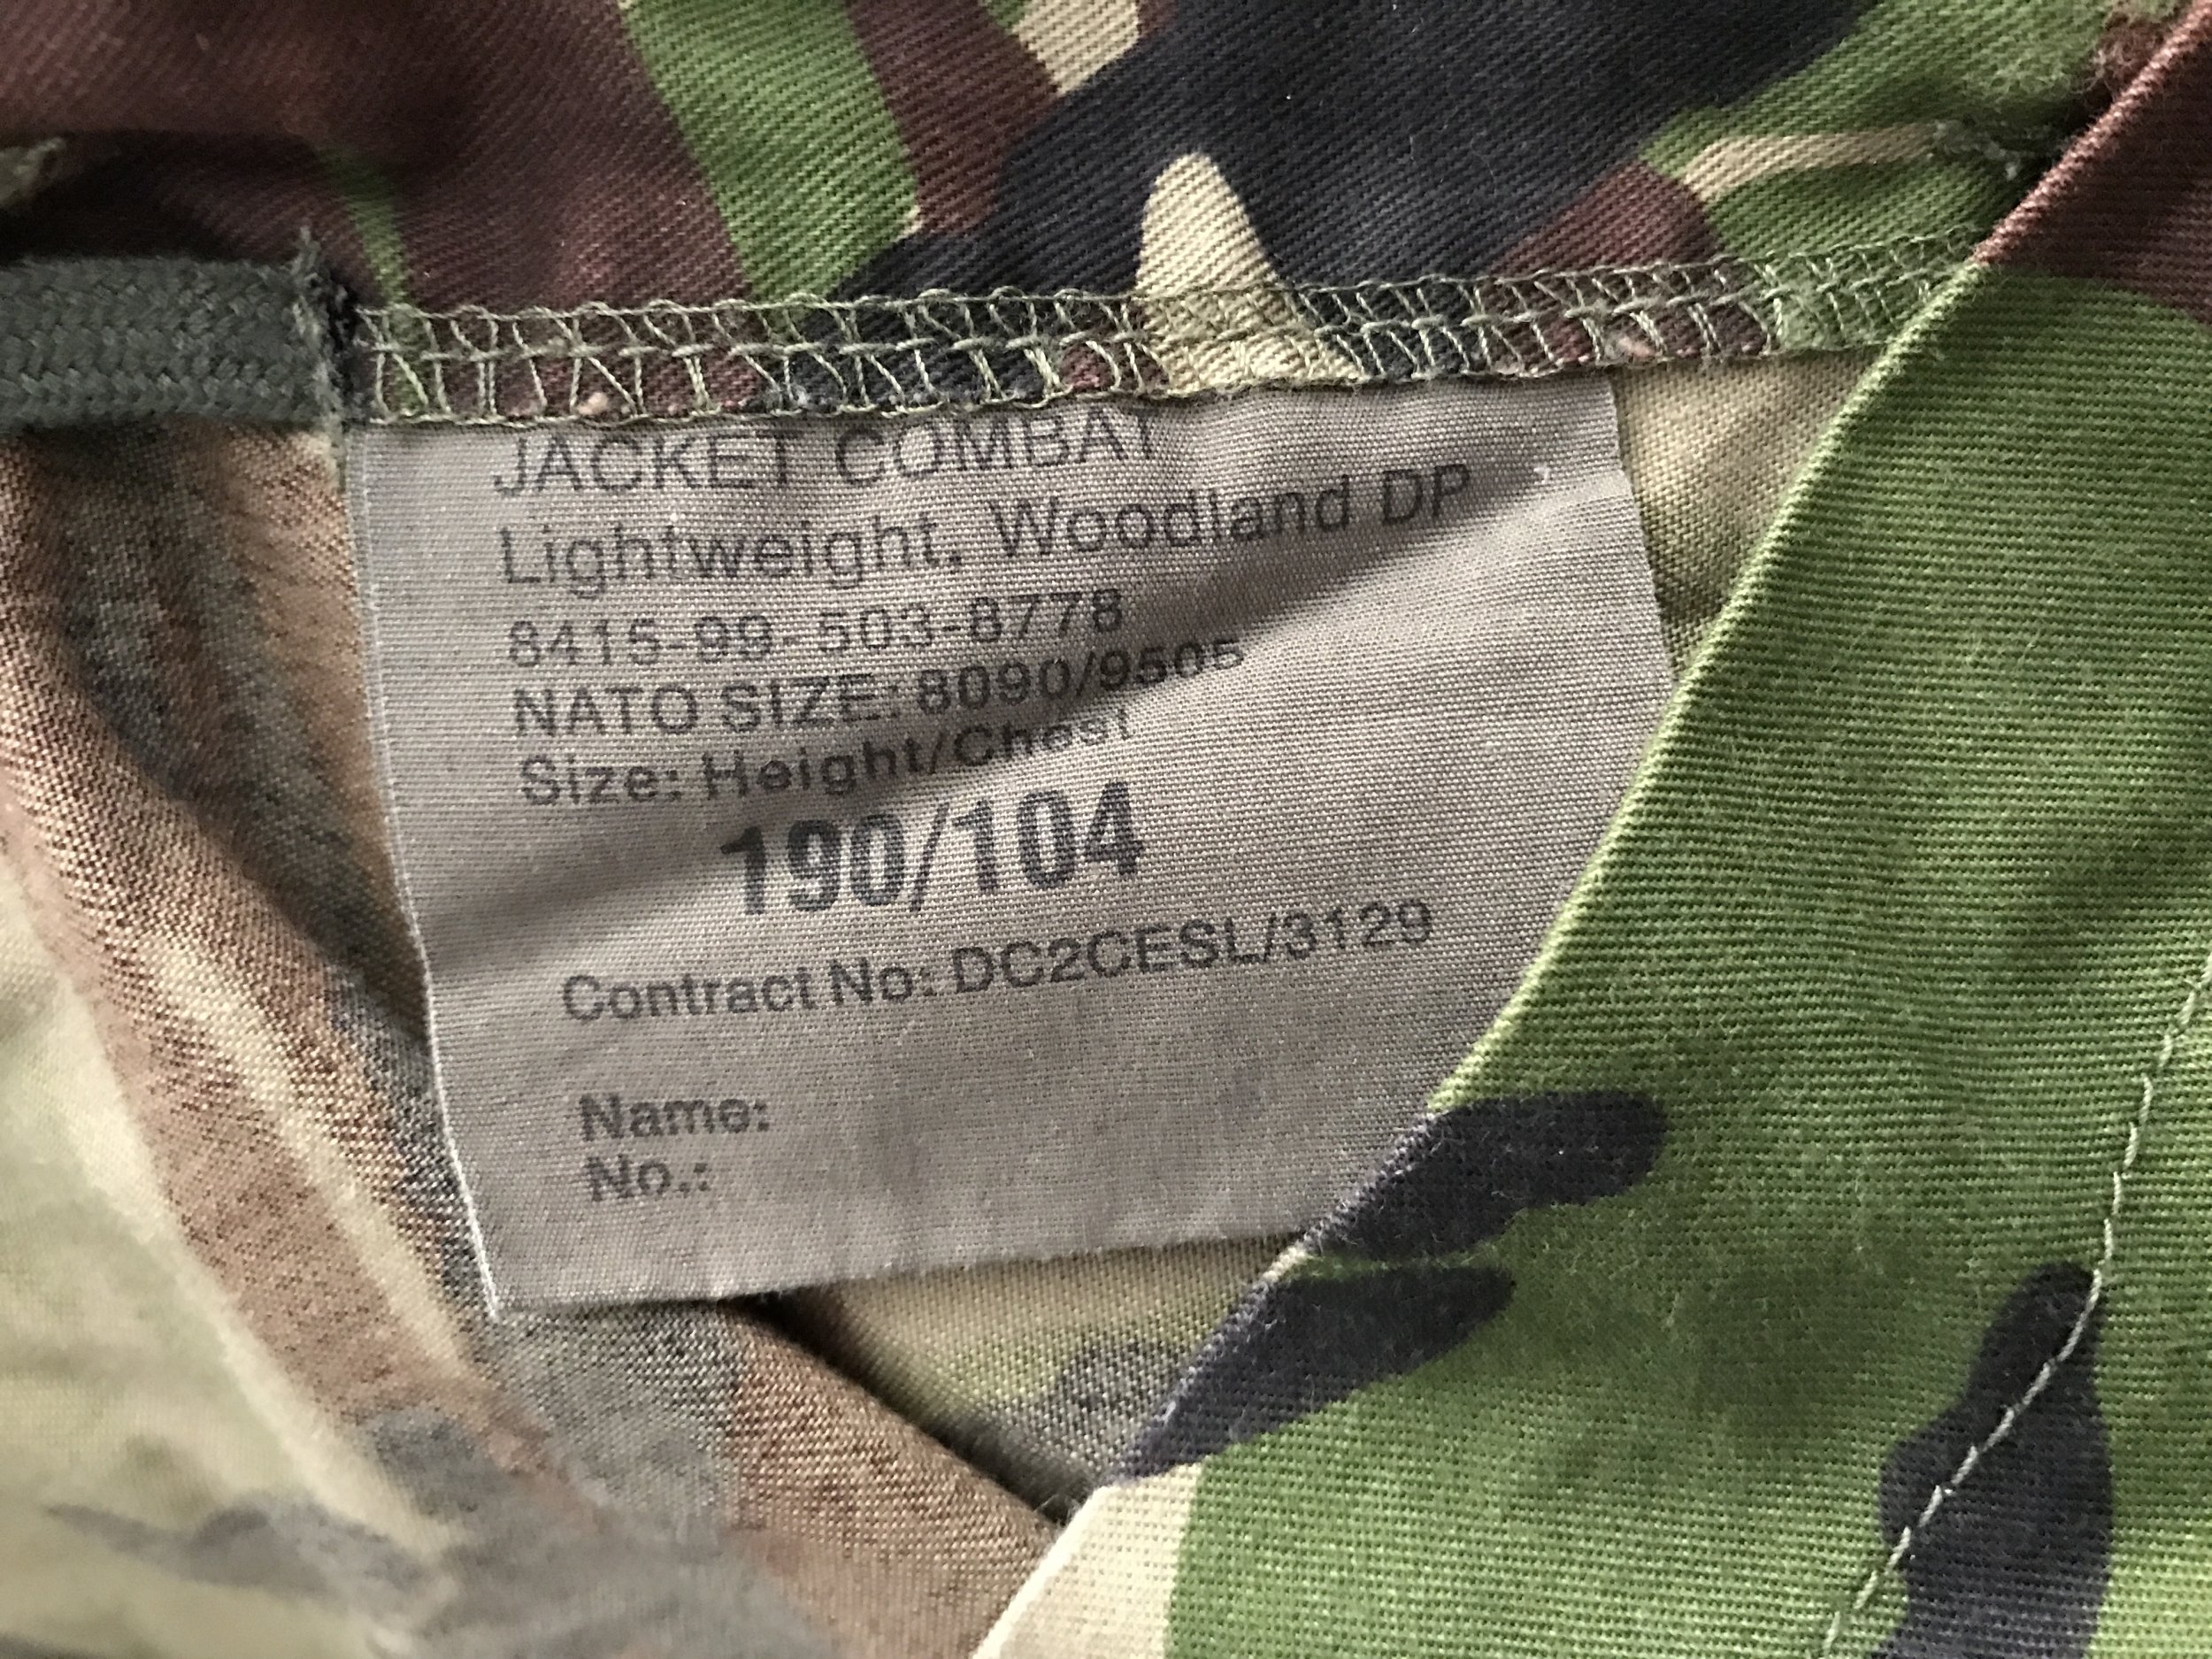 JACKET COMBAT
Lightweight, Woodland DP
8415-99-503-8778
NATO SIZE: 8090/9505
Size: Height/Chest
190/104
Contract No: DC2CESL/3129
Name:
No.: